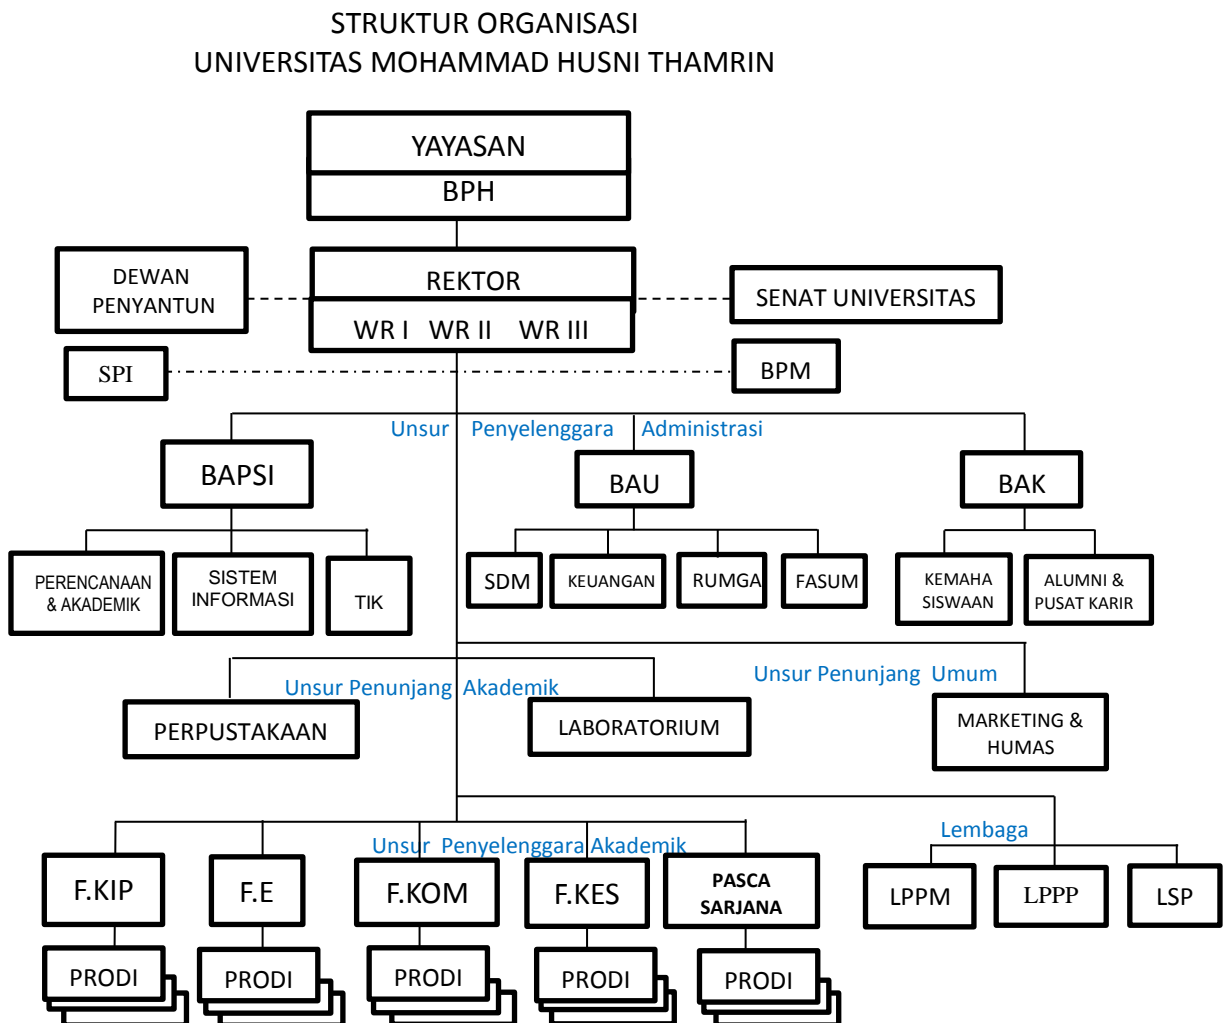 STRUKTUR ORGANISASI
UNIVERSITAS MOHAMMAD HUSNI THAMRIN
YAYASAN
BPH
DEWAN
PENYANTUN
REKTOR
WR I WR II WR III
SENAT UNIVERSITAS
SPI
BPM
Unsur Penyelenggara Administrasi
BAPSI
BAU
BAK
PERENCANAAN
& AKADEMIK
SISTEM
INFORMASI
TIK
SDM
KEUANGAN
RUMGA
FASUM
KEMAHA
SISWAAN
ALUMNI &
PUSAT KARIR
Unsur Penunjang Akademik
Unsur Penunjang Umum
PERPUSTAKAAN
LABORATORIUM
MARKETING &
HUMAS
Unsur Penyelenggara Akademik
Lembaga
F.KIP
F.E
F.KOM
F.KES
PASCA
SARJANA
LPPM
LPPP
LSP
PRODI
PRODI
PRODI
PRODI
PRODI